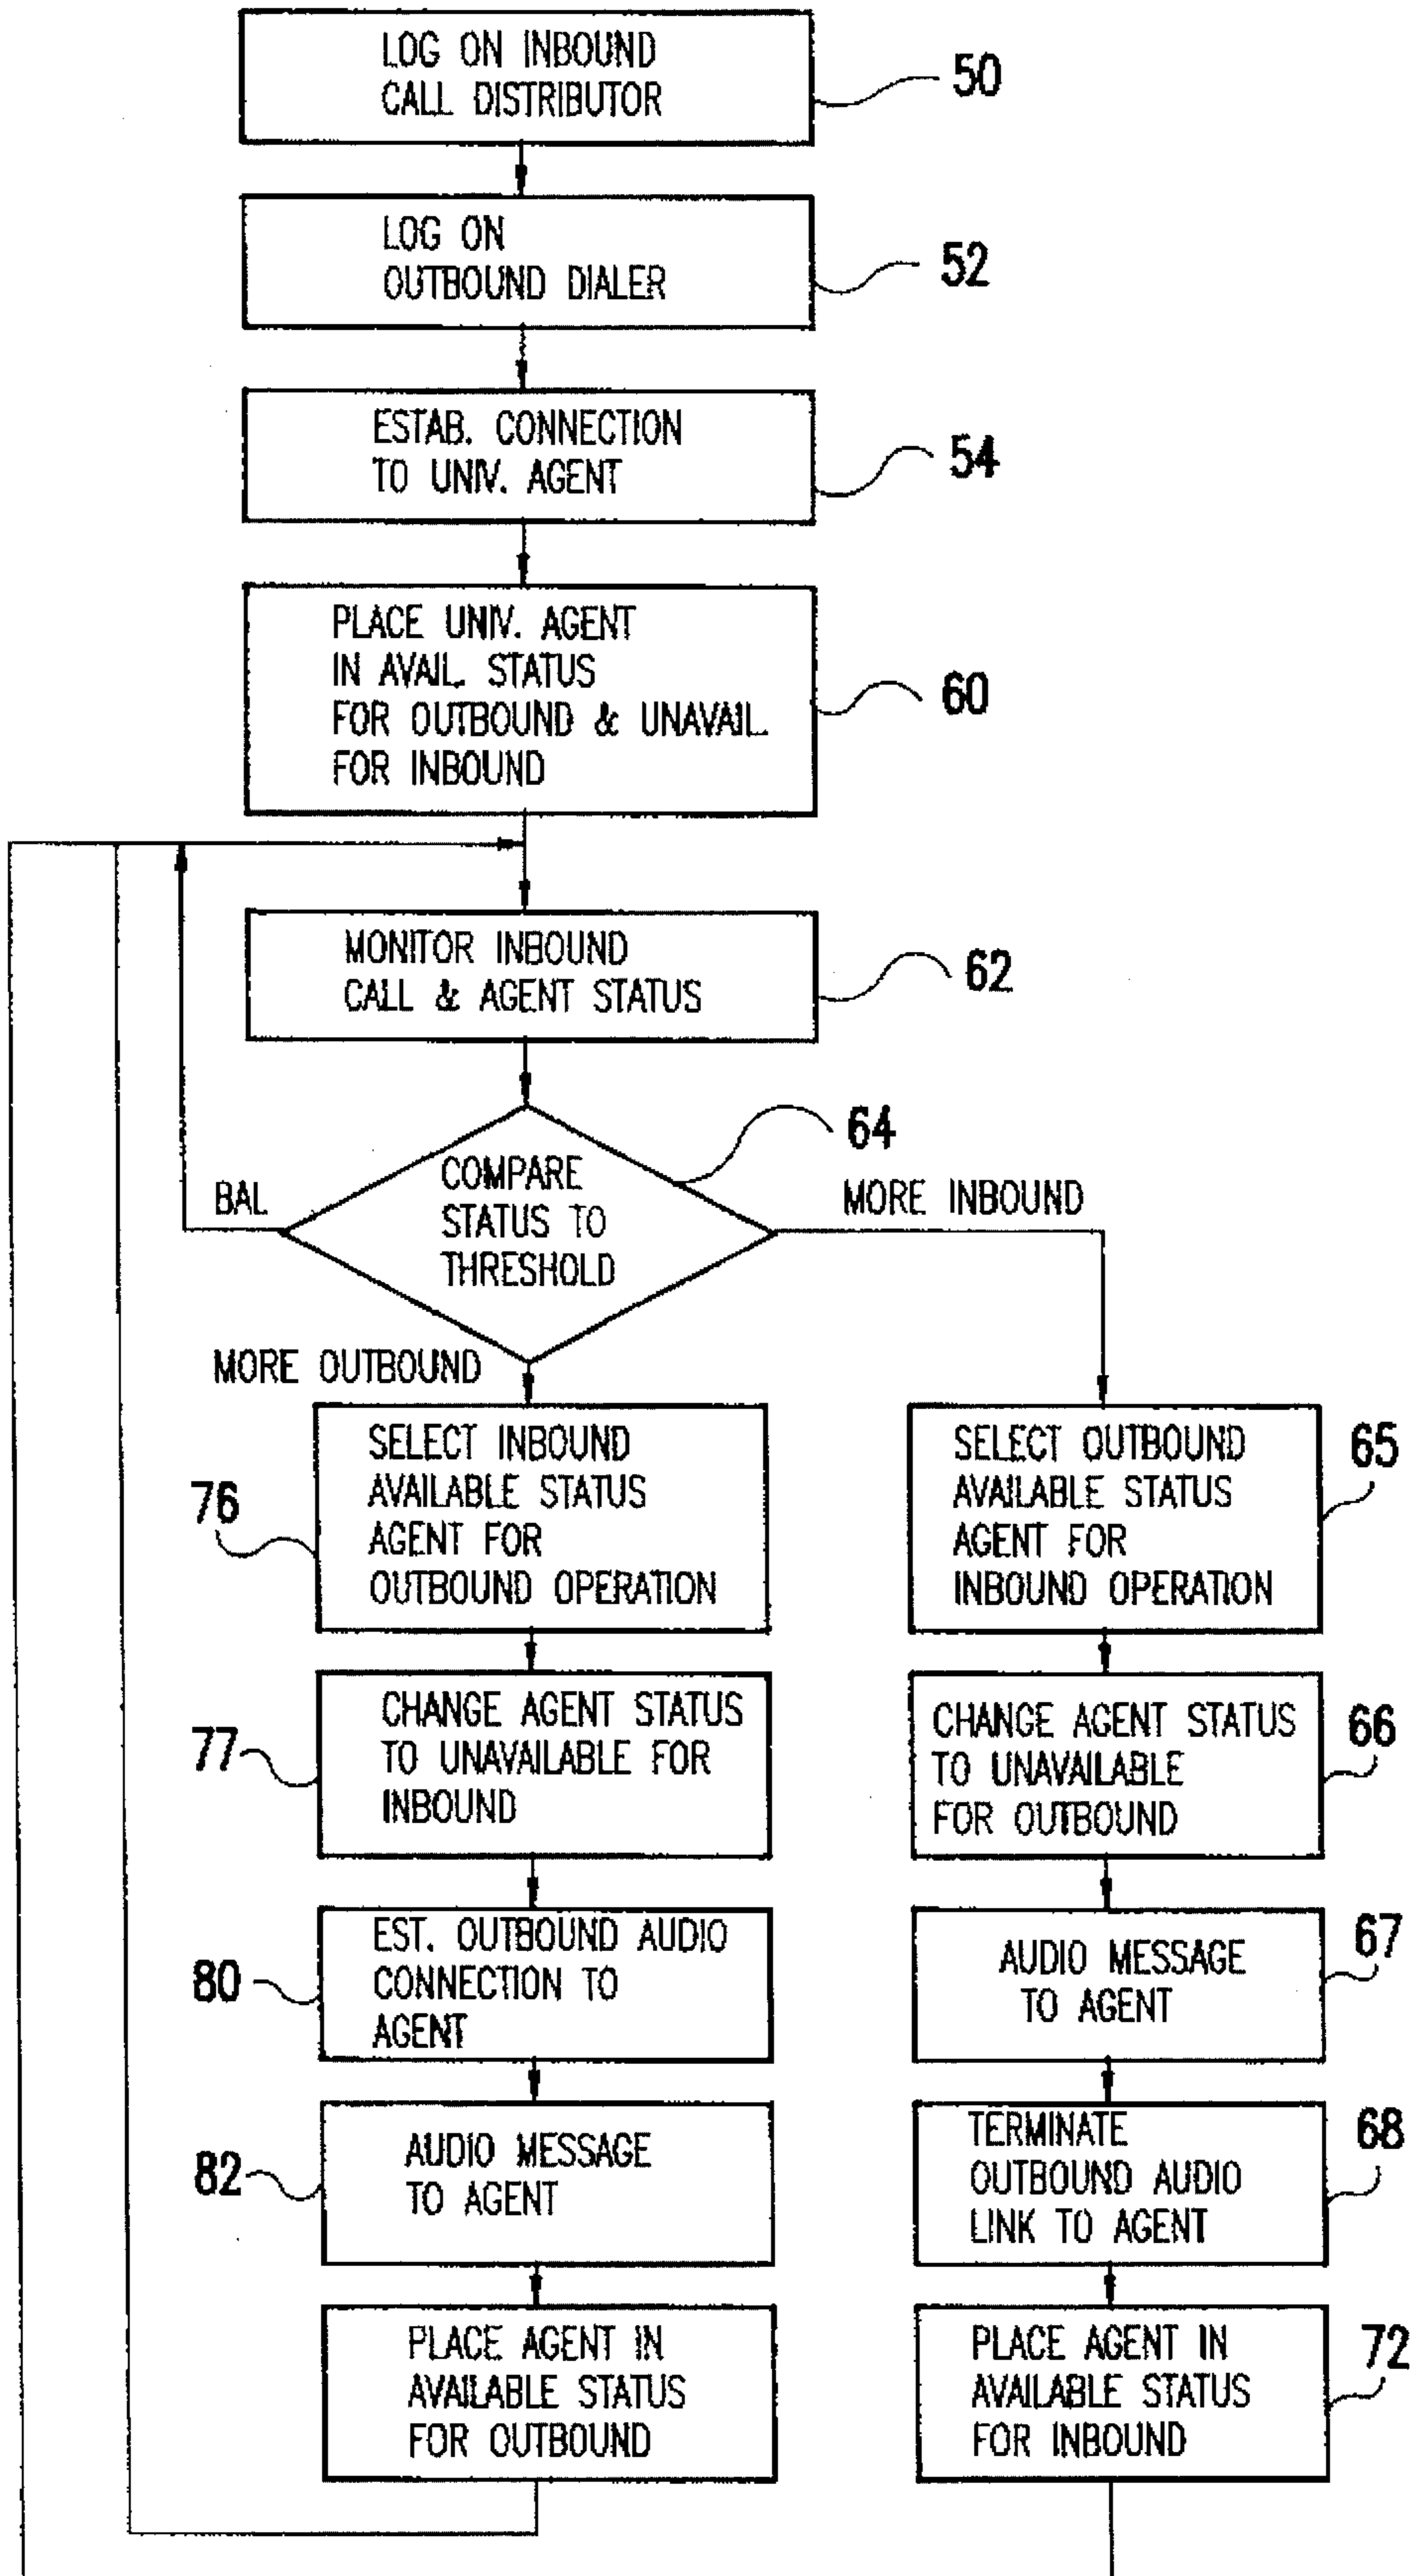 LOG ON INBOUND
CALL DISTRIBUTOR
50
LOG ON
OUTBOUND DIALER
52
ESTAB. CONNECTION
TO UNIV. AGENT
54
PLACE UNIV. AGENT
IN AVAIL. STATUS
FOR OUTBOUND & UNAVAIL.
FOR INBOUND
60
MONITOR INBOUND
CALL & AGENT STATUS
62
COMPARE
STATUS TO
THRESHOLD
64
BAL
MORE INBOUND
MORE OUTBOUND
SELECT INBOUND
AVAILABLE STATUS
AGENT FOR
OUTBOUND OPERATION
76
SELECT OUTBOUND
AVAILABLE STATUS
AGENT FOR
INBOUND OPERATION
65
CHANGE AGENT STATUS
TO UNAVAILABLE FOR
INBOUND
77
CHANGE AGENT STATUS
TO UNAVAILABLE
FOR OUTBOUND
66
EST. OUTBOUND AUDIO
CONNECTION TO
AGENT
80
AUDIO MESSAGE
TO AGENT
67
AUDIO MESSAGE
TO AGENT
82
TERMINATE
OUTBOUND AUDIO
LINK TO AGENT
68
PLACE AGENT IN
AVAILABLE STATUS
FOR OUTBOUND
PLACE AGENT IN
AVAILABLE STATUS
FOR INBOUND
72